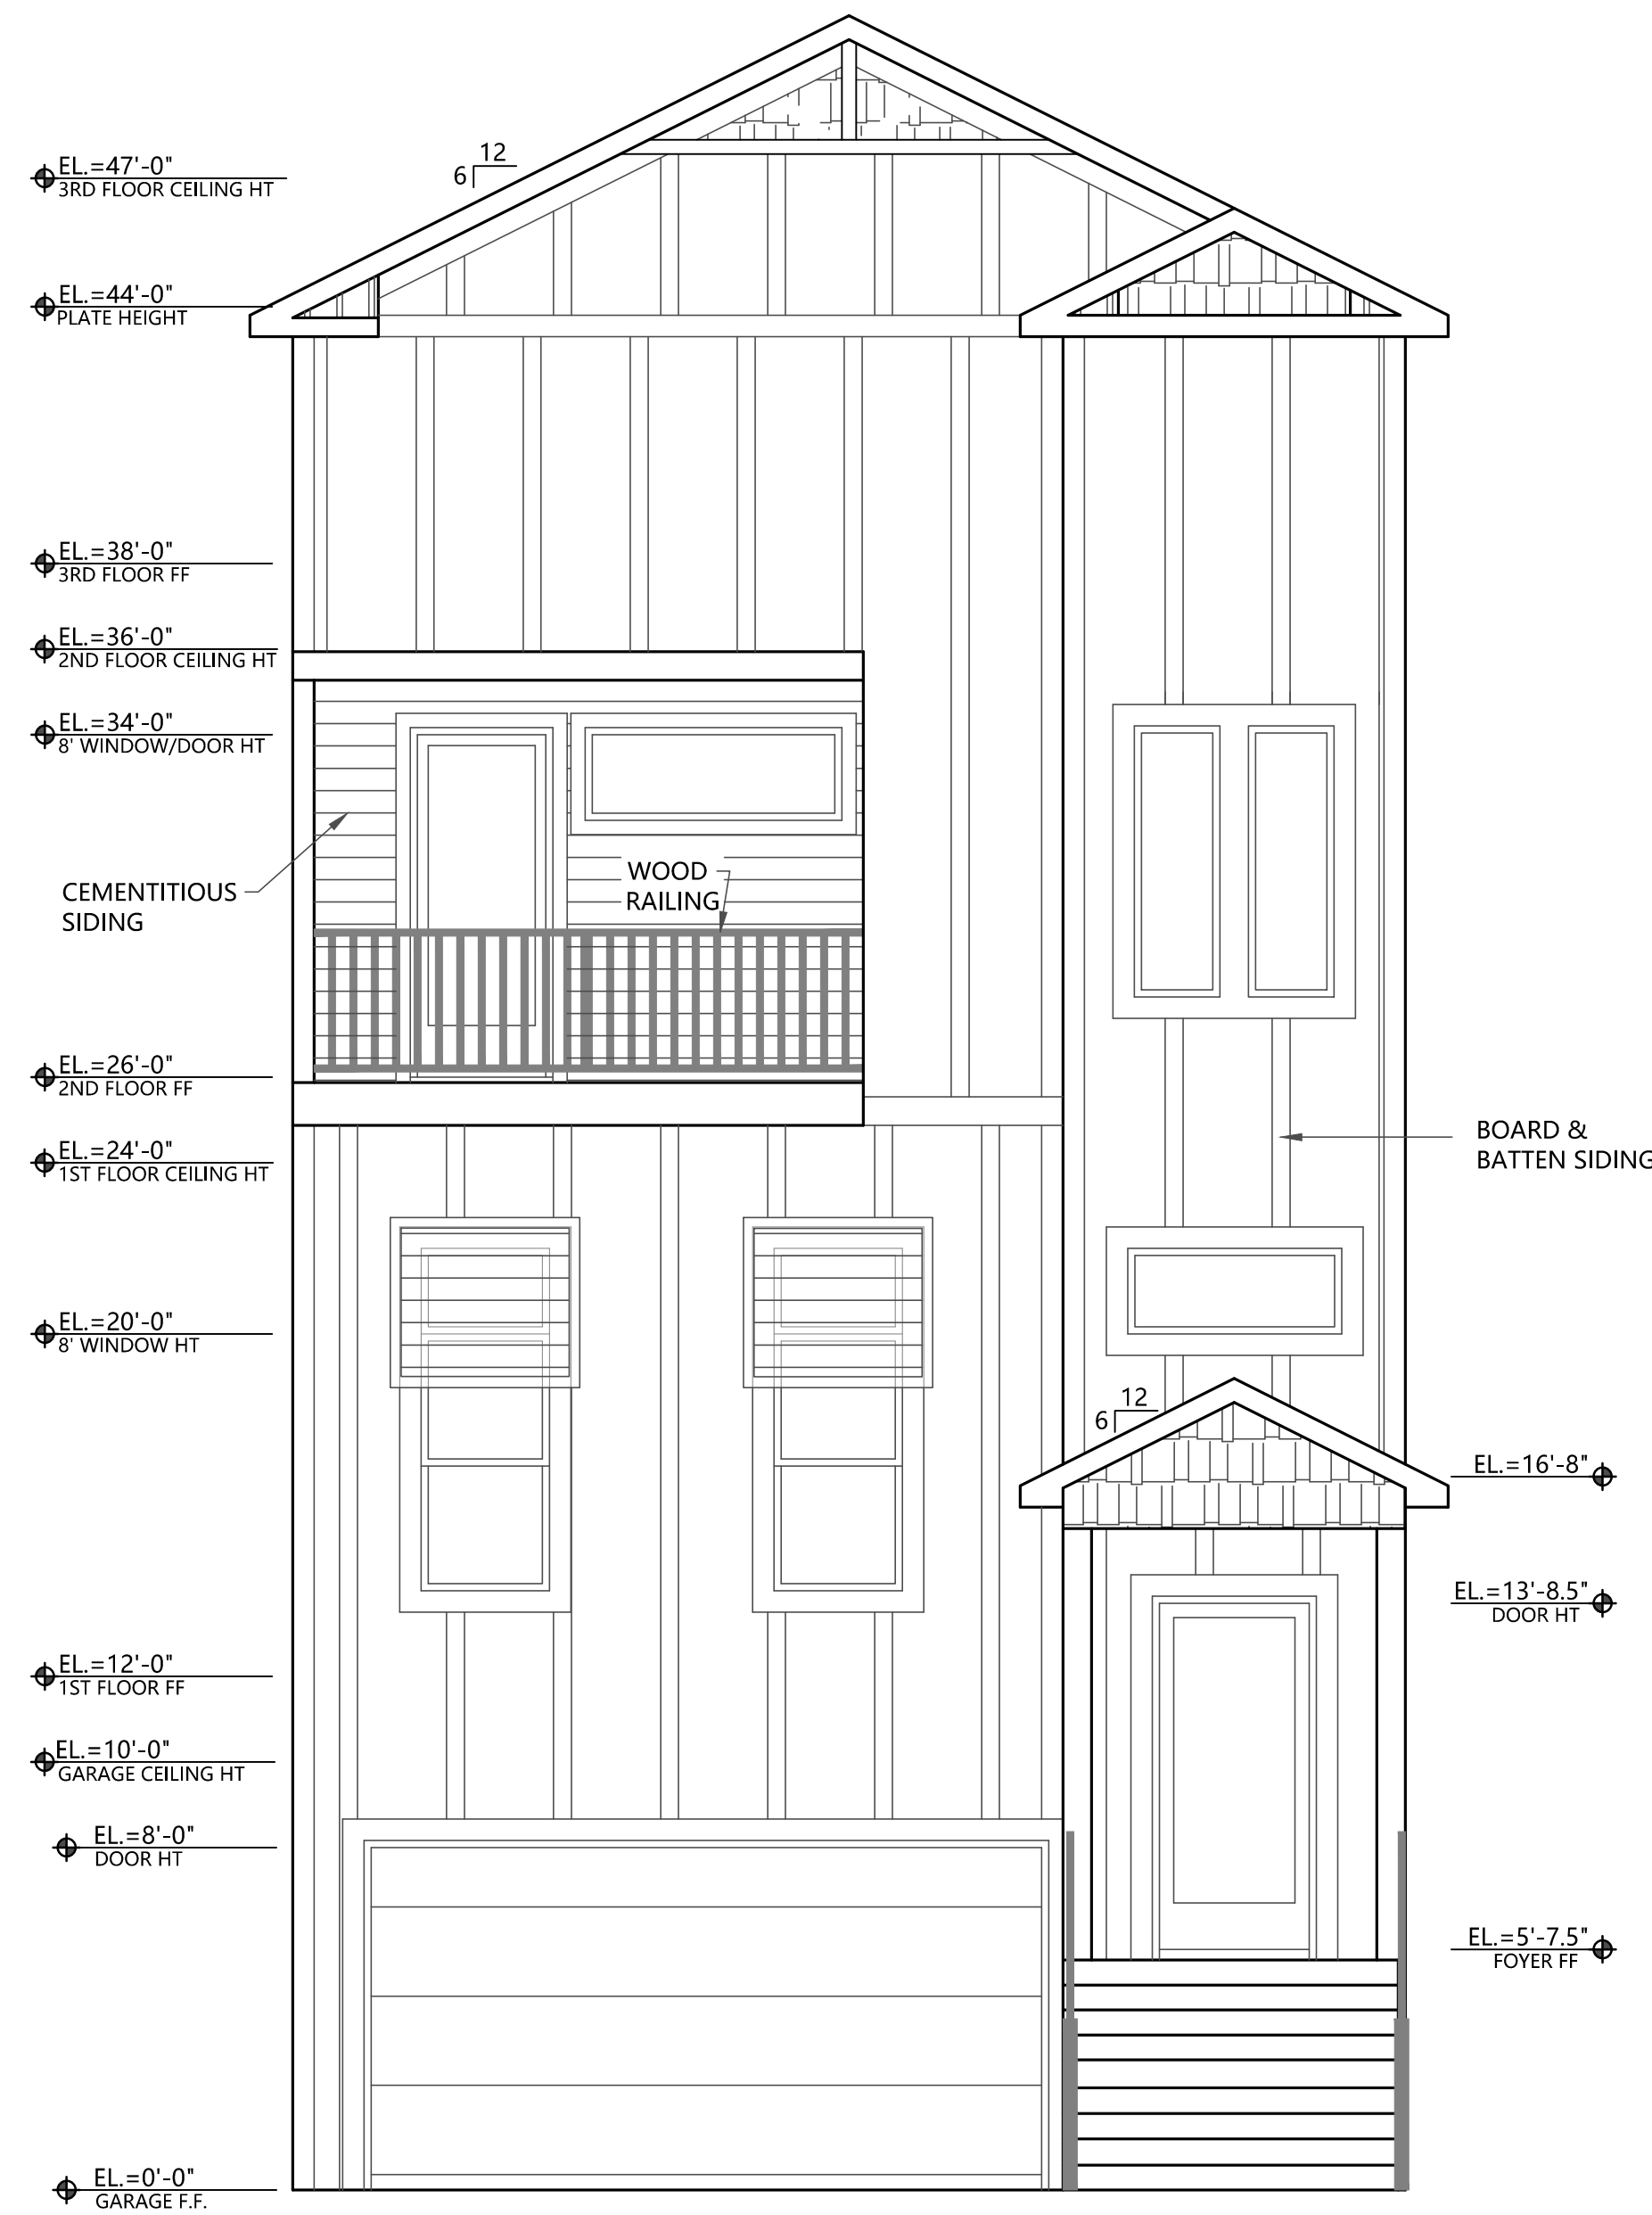 12
6
EL.=47'-0"
3RD FLOOR CEILING HT
EL.=44'-0"
PLATE HEIGHT
EL.=38'-0"
3RD FLOOR FF
EL.=36'-0"
2ND FLOOR CEILING HT
EL.=34'-0"
8' WINDOW/DOOR HT
WOOD
RAILING
CEMENTITIOUS
SIDING
EL.=26'-0"
2ND FLOOR FF
BOARD &
BATTEN SIDING
EL.=24'-0"
1ST FLOOR CEILING HT
EL.=20'-0"
8' WINDOW HT
12
6
EL.=16'-8"
EL.=13'-8.5"
DOOR HT
EL.=12'-0"
1ST FLOOR FF
EL.=10'-0"
GARAGE CEILING HT
EL.=8'-0"
DOOR HT
EL.=5'-7.5"
FOYER FF
EL.=0'-0"
GARAGE F.F.